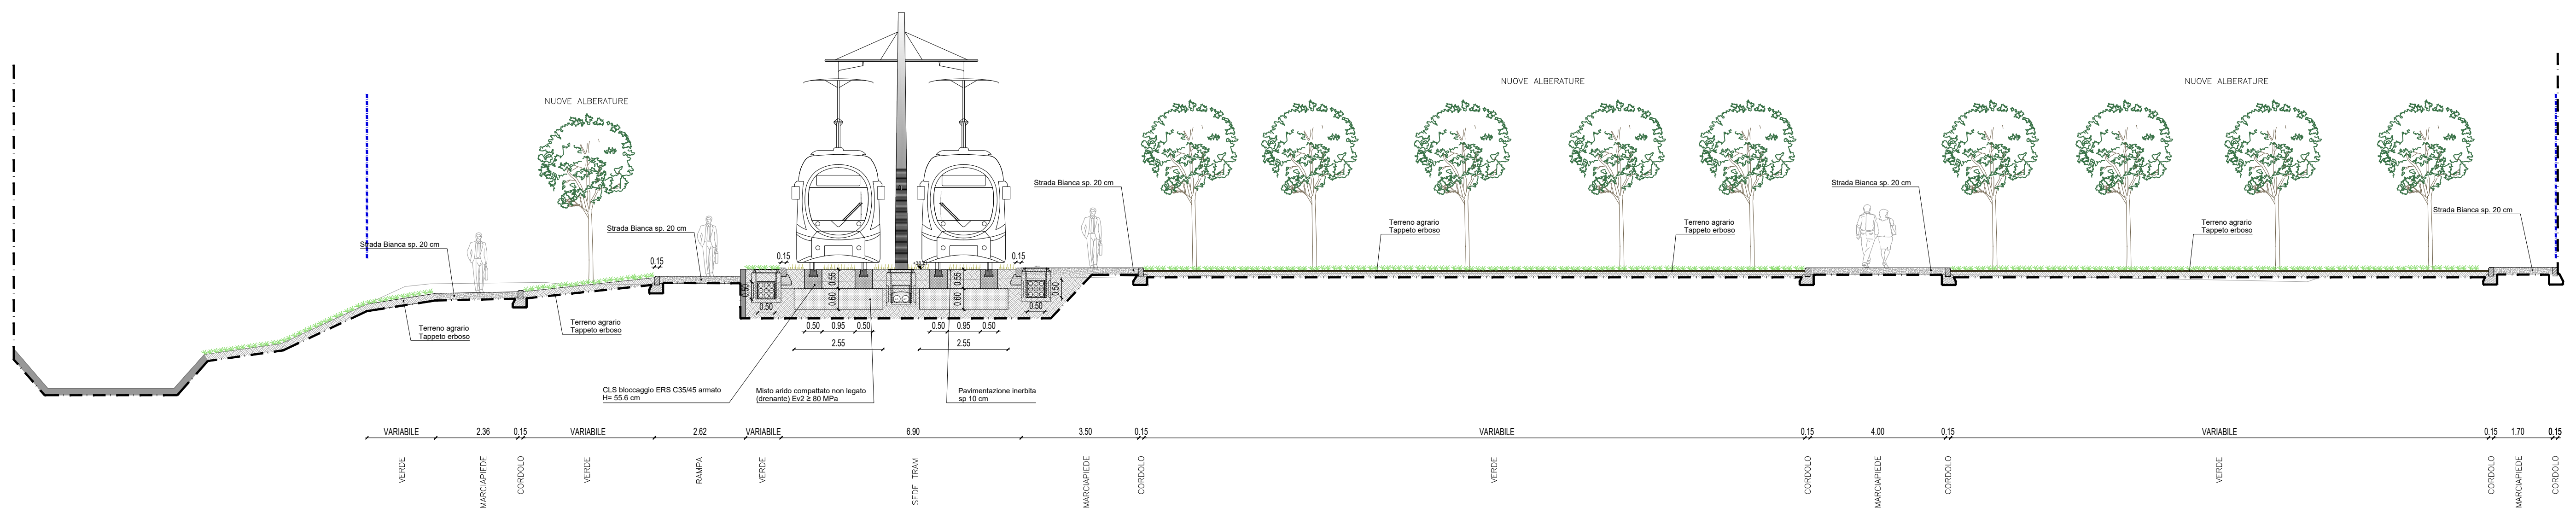 NUOVE ALBERATURE
NUOVE ALBERATURE
NUOVE ALBERATURE
Strada Bianca sp. 20 cm
Strada Bianca sp. 20 cm
Strada Bianca sp. 20 cm
Strada Bianca sp. 20 cm
Strada Bianca sp. 20 cm
Terreno agrario
Tappeto erboso
Terreno agrario
Tappeto erboso
Terreno agrario
Tappeto erboso
0.15
0.15
0.15
0.50
0.50
0.55
0.60
0.55
0.60
0.50
0.50
Terreno agrario
Tappeto erboso
Terreno agrario
Tappeto erboso
0.50 0.95 0.50
0.50 0.95 0.50
2.55
2.55
CLS bloccaggio ERS C35/45 armato
H= 55.6 cm
Misto arido compattato non legato
(drenante) Ev2 ≥ 80 MPa
Pavimentazione inerbita
sp 10 cm
VARIABILE 2.36 0,15 VARIABILE 2.62 VARIABILE 6.90 3.50 0,15 VARIABILE 0,15 4.00 0,15 VARIABILE 0,15 1.70 0.15
VERDE
MARCIAPIEDE
CORDOLO
VERDE
RAMPA
VERDE
SEDE TRAM
MARCIAPIEDE
CORDOLO
VERDE
CORDOLO
MARCIAPIEDE
CORDOLO
VERDE
CORDOLO
MARCIAPIEDE
CORDOLO